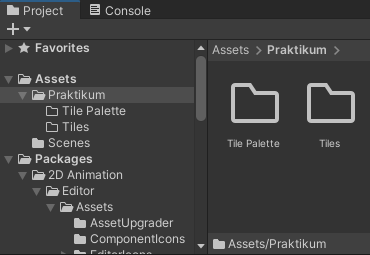 Project
Console
Favorites
Assets
Praktikum
Tile Palette
Tiles
Scenes
Packages
2D Animation
Editor
Assets
AssetUpgrader
ComponentIcons
EditorIcons
Assets > Praktikum >
Tile Palette
Tiles
Assets/Praktikum